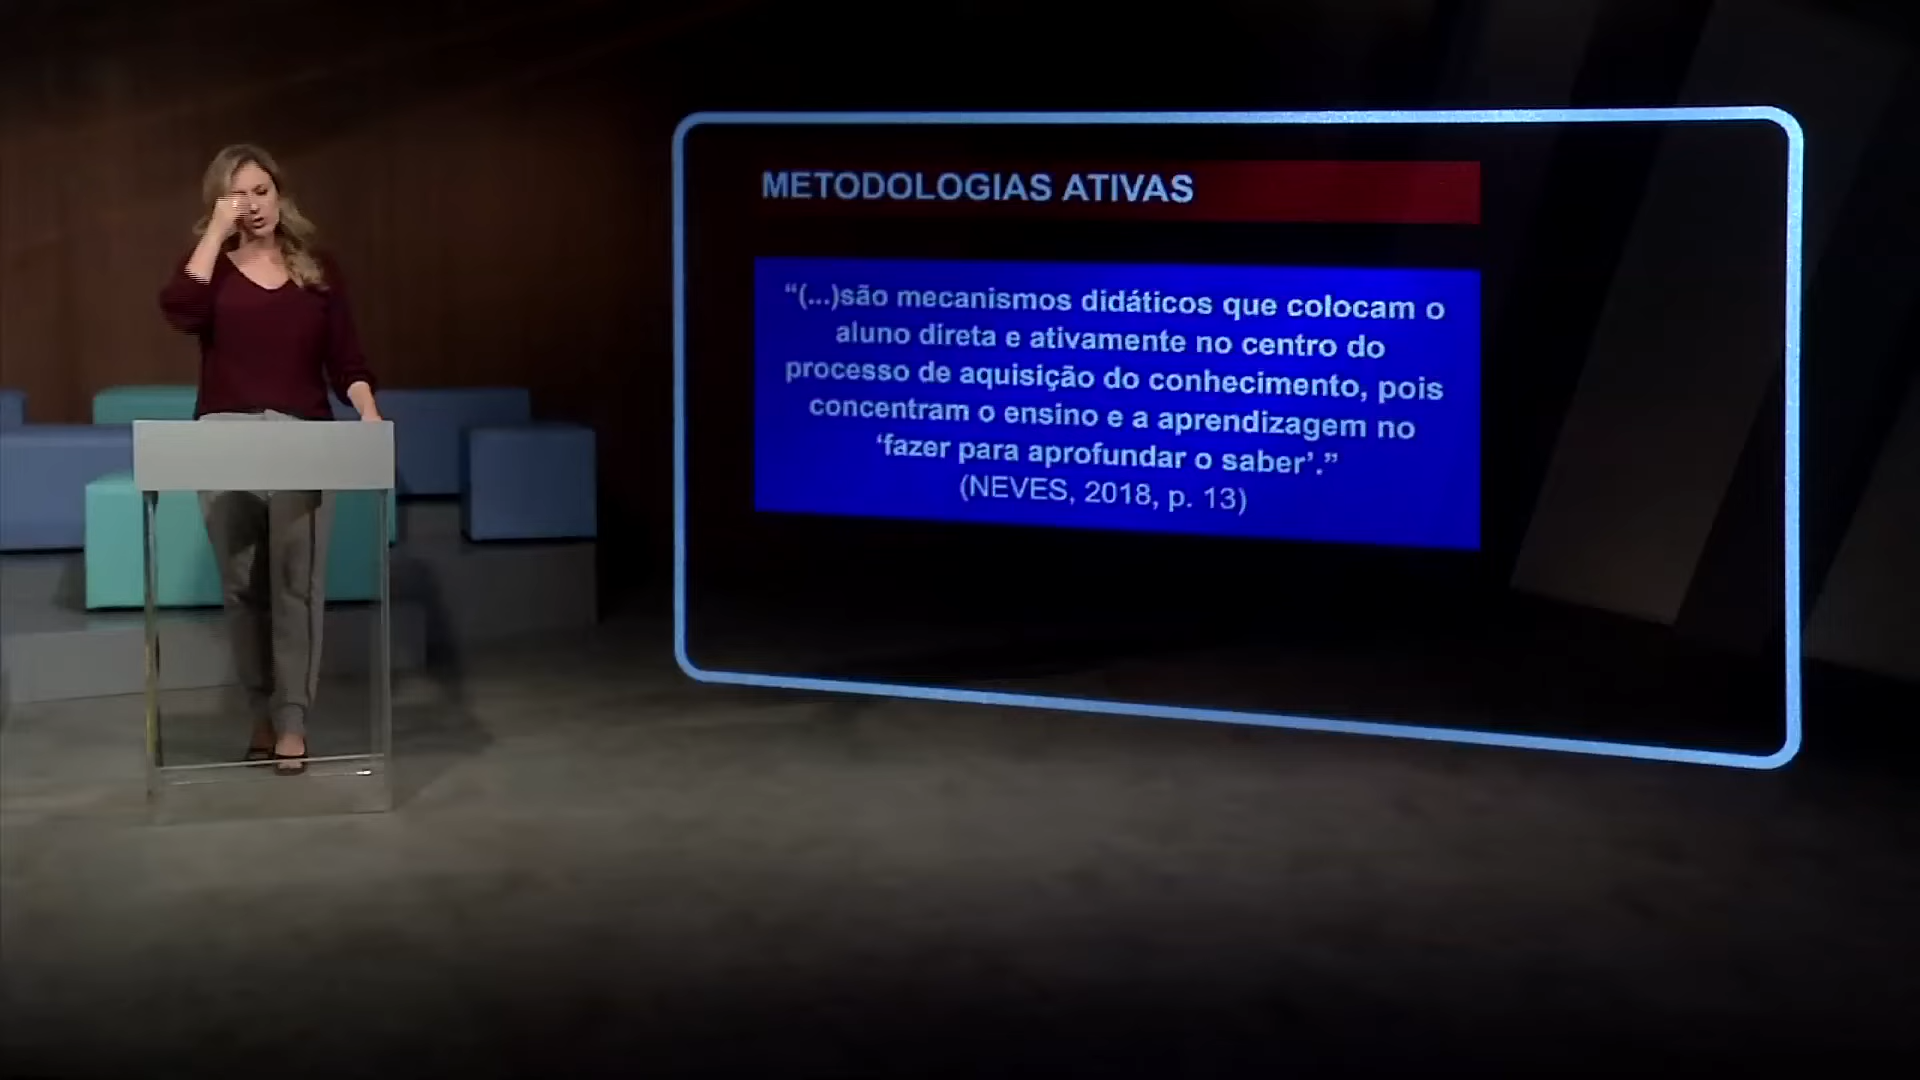 METODOLOGIAS ATIVAS
“(...)são mecanismos didáticos que colocam o
aluno direta e ativamente no centro do
processo de aquisição do conhecimento, pois
concentram o ensino e a aprendizagem no
‘fazer para aprofundar o saber’.”
(NEVES, 2018, p. 13)